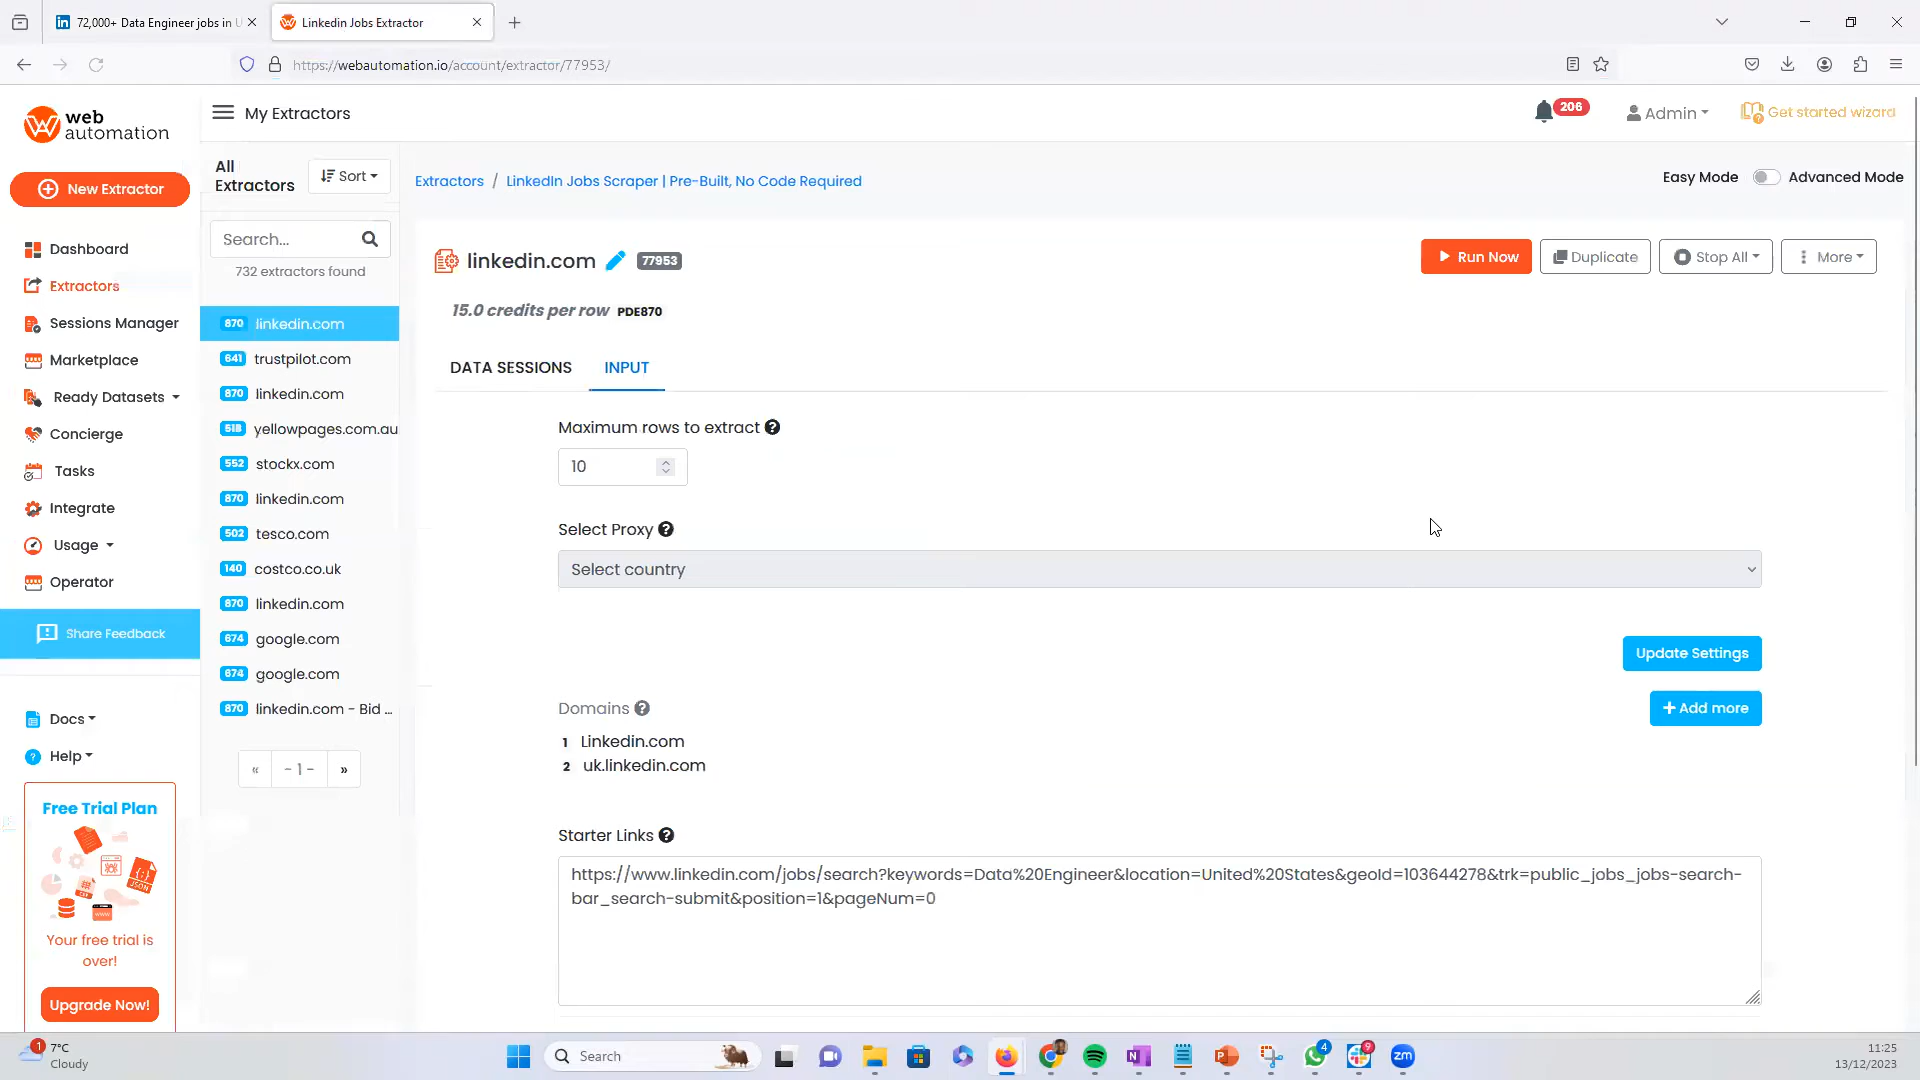 72,000+ Data Engineer jobs in U
Linkedin Jobs Extractor
https://webautomation.io/account/extractor/77953/
web
automation
My Extractors
206
Admin
Get started wizard
New Extractor
Dashboard
Extractors
Sessions Manager
Marketplace
Ready Datasets
Concierge
Tasks
Integrate
Usage
Operator
Share Feedback
Docs
Help
Free Trial Plan
JSON
Your free trial is
over!
Upgrade Now!
All
Extractors
Sort
Search...
732 extractors found
870 linkedin.com
641 trustpilot.com
870 linkedin.com
518 yellowpages.com.au
552 stockx.com
870 linkedin.com
502 tesco.com
140 costco.co.uk
870 linkedin.com
674 google.com
674 google.com
870 linkedin.com - Bid ...
« - 1 - »
Extractors / LinkedIn Jobs Scraper | Pre-Built, No Code Required
Easy Mode Advanced Mode
linkedin.com 77953
Run Now Duplicate Stop All More
15.0 credits per row PDE870
DATA SESSIONS INPUT
Maximum rows to extract
10
Select Proxy
Select country
Update Settings
Domains
+ Add more
1 Linkedin.com
2 uk.linkedin.com
Starter Links
https://www.linkedin.com/jobs/search?keywords=Data%20Engineer&location=United%20States&geoId=103644278&trk=public_jobs_jobs-search-
bar_search-submit&position=1&pageNum=0
1
7°C
Cloudy
Search
4
9
zm
11:25
13/12/2023